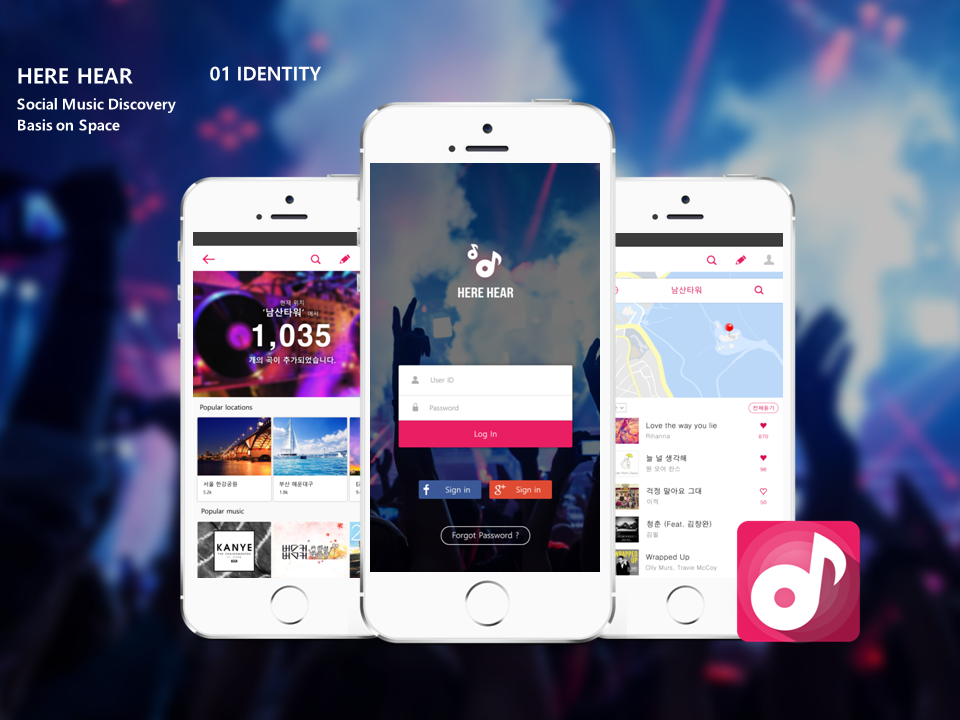 HERE HEAR
Social Music Discovery
Basis on Space
01 IDENTITY
현재 위치
'남산타워' 에서
1,035
개의 곡이 추가되었습니다.
Popular locations
서울 한강공원
5.2k
부산 해운대구
1.8k
Popular music
KANYE
버스커
HERE HEAR
User ID
Password
Log In
f Sign in
g+ Sign in
Forgot Password ?
남산타워
전체듣기
Love the way you lie
Rihanna
870
늘 널 생각해
원 모어 찬스
96
걱정 말아요 그대
이적
50
청춘 (Feat. 김창완)
김필
WRAPPED
UP
Wrapped Up
Olly Murs, Travie McCoy